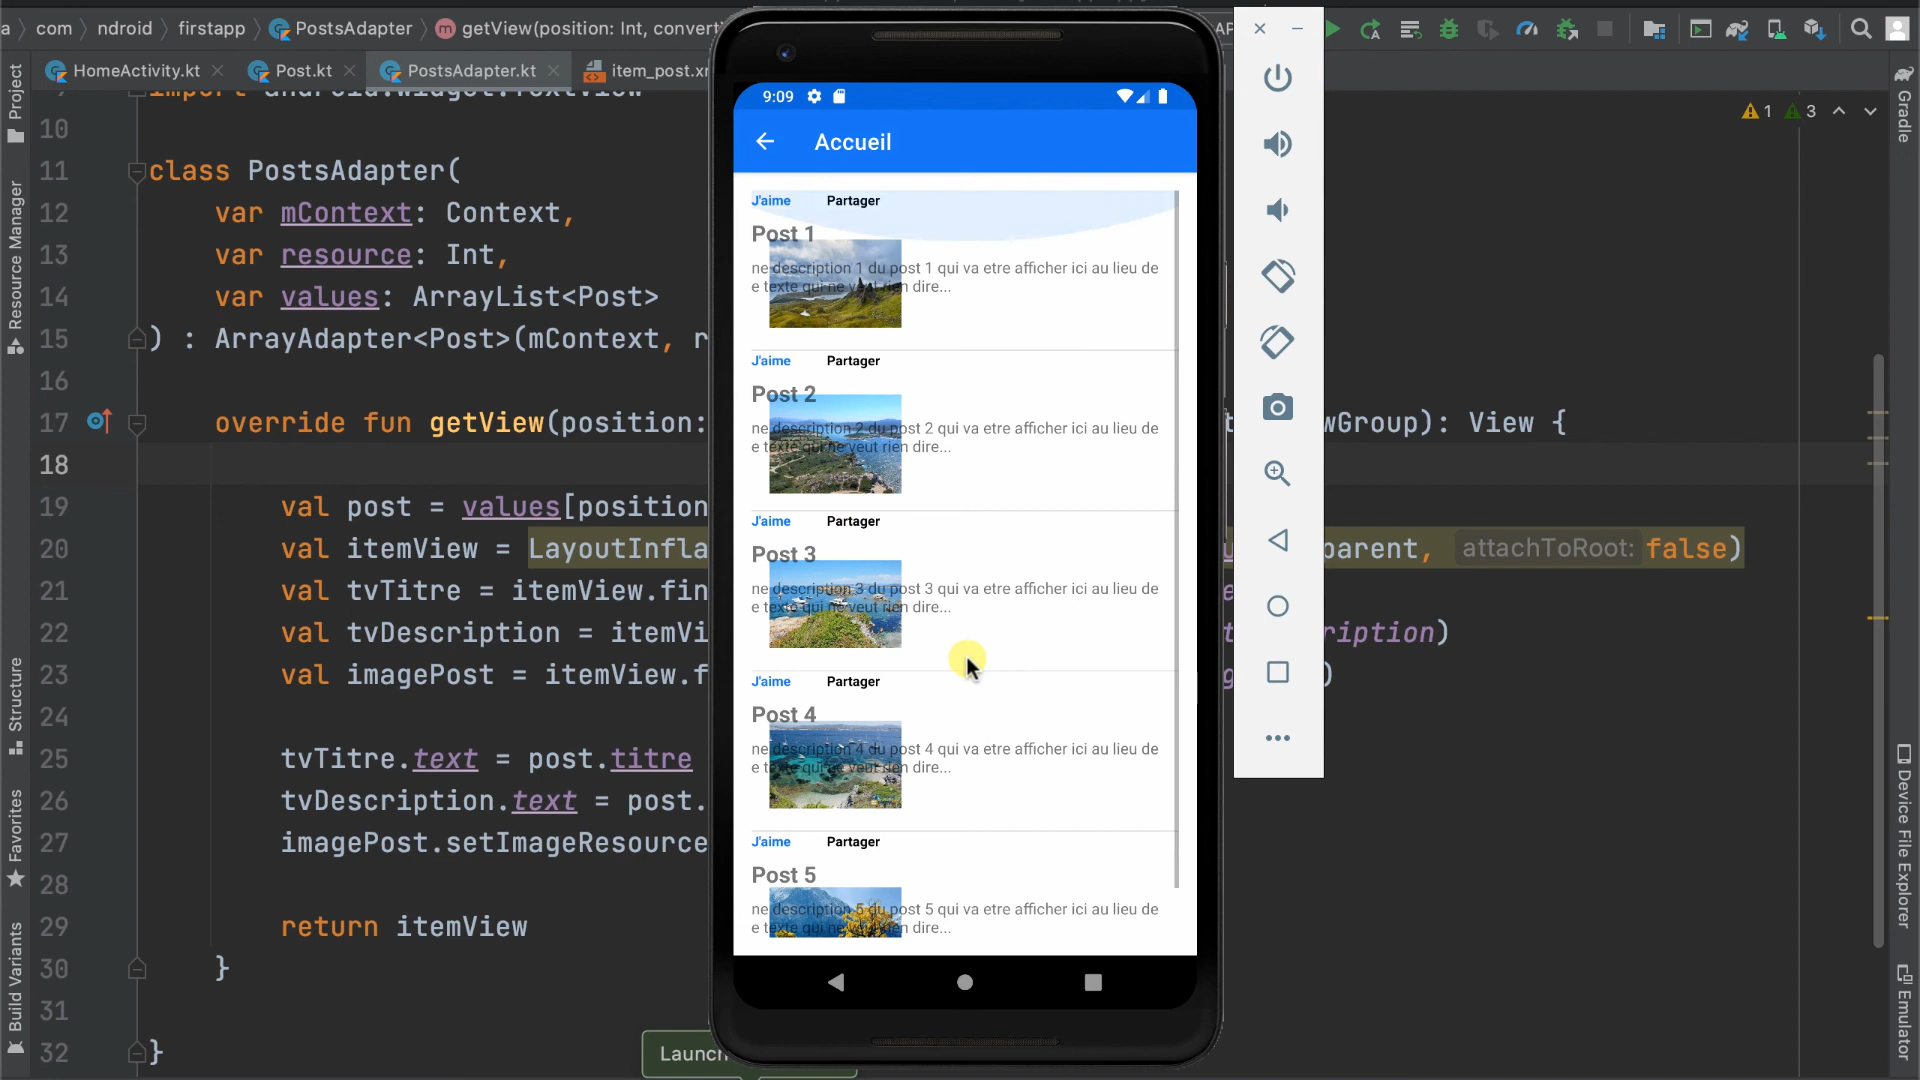 a > com > ndroid > firstapp > PostsAdapter > getView(position: Int, convert
HomeActivity.kt
Post.kt
PostsAdapter.kt
item_post.x
1
3
Project
Resource Manager
Structure
Favorites
Build Variants
Gradle
Device File Explorer
Emulator
10
11 class PostsAdapter(
12 var mContext: Context,
13 var resource: Int,
14 var values: ArrayList<Post>
15 ) : ArrayAdapter<Post>(mContext, r
16
17 override fun getView(position: wGroup): View {
18
19 val post = values[position
20 val itemView = LayoutInfla parent, attachToRoot: false)
21 val tvTitre = itemView.fin
22 val tvDescription = itemVi ription)
23 val imagePost = itemView.f )
24
25 tvTitre.text = post.titre
26 tvDescription.text = post.
27 imagePost.setImageResource
28
29 return itemView
30 }
31
32 }
Launch
9:09
Accueil
J'aime Partager
Post 1
ne description 1 du post 1 qui va etre afficher ici au lieu de
e texte qui ne veut rien dire...
J'aime Partager
Post 2
ne description 2 du post 2 qui va etre afficher ici au lieu de
e texte qui ne veut rien dire...
J'aime Partager
Post 3
ne description 3 du post 3 qui va etre afficher ici au lieu de
e texte qui ne veut rien dire...
J'aime Partager
Post 4
ne description 4 du post 4 qui va etre afficher ici au lieu de
e texte qui ne veut rien dire...
J'aime Partager
Post 5
ne description 5 du post 5 qui va etre afficher ici au lieu de
e texte qui ne veut rien dire...